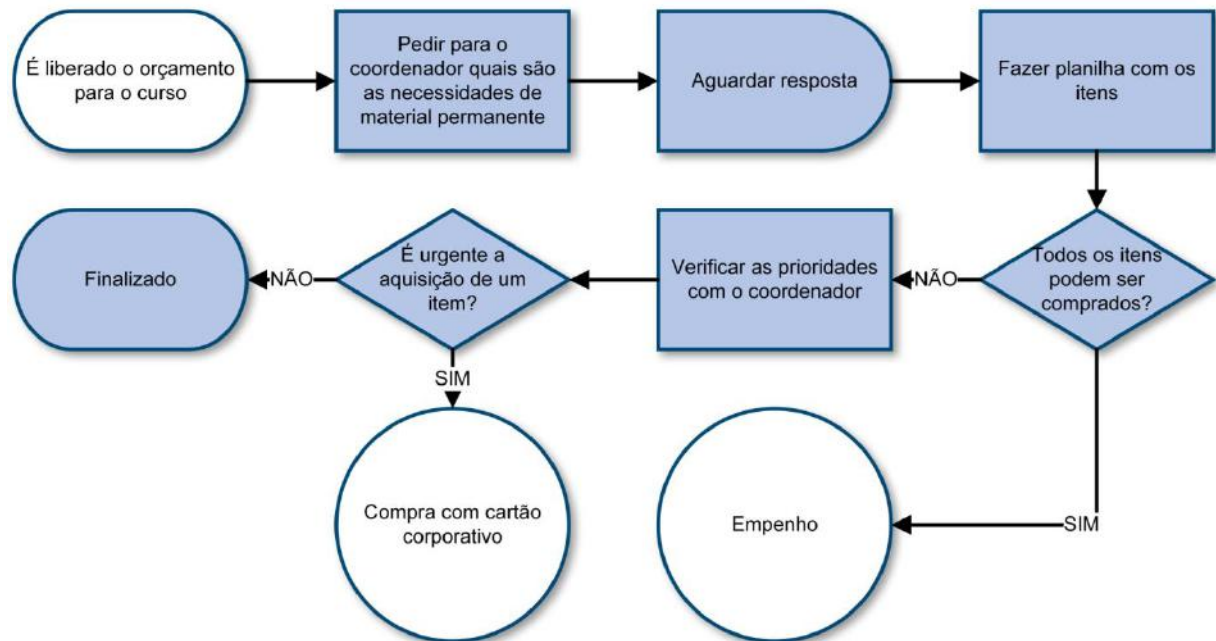 É liberado o orçamento
para o curso
Pedir para o
coordenador quais são
as necessidades de
material permanente
Aguardar resposta
Fazer planilha com os
itens
Todos os itens
podem ser
comprados?
NÃO
Verificar as prioridades
com o coordenador
É urgente a
aquisição de um
item?
NÃO
Finalizado
SIM
Compra com cartão
corporativo
SIM
Empenho